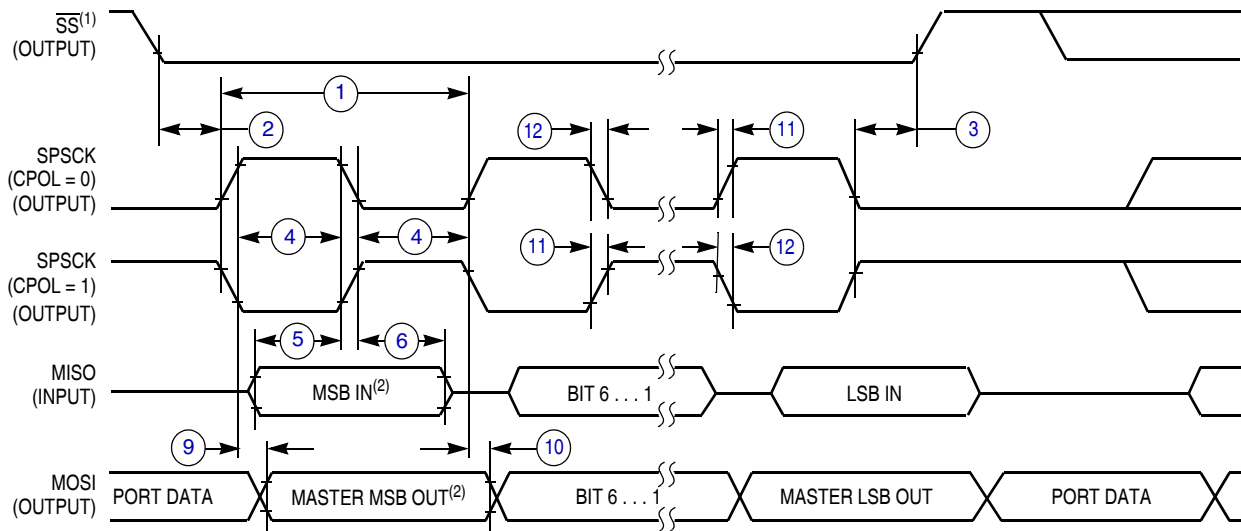 SS(1)
(OUTPUT)
1
2
12
11
3
SPSCK
(CPOL = 0)
(OUTPUT)
4
4
11
12
SPSCK
(CPOL = 1)
(OUTPUT)
5
6
MISO
(INPUT)
MSB IN(2)
BIT 6 . . . 1
LSB IN
9
10
MOSI
(OUTPUT)
PORT DATA
MASTER MSB OUT(2)
BIT 6 . . . 1
MASTER LSB OUT
PORT DATA